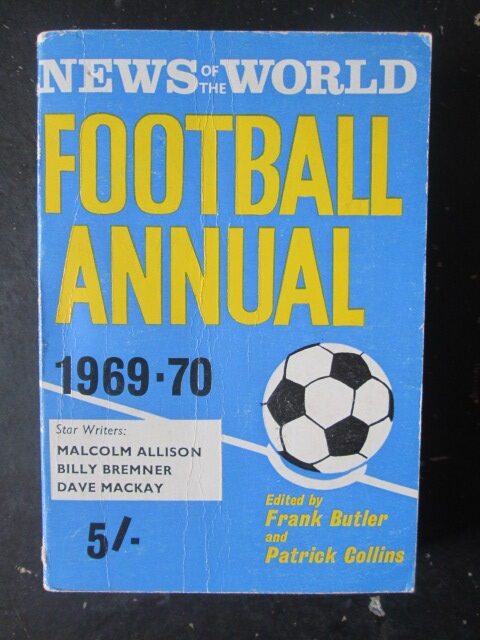 NEWS OF THE WORLD
FOOTBALL
ANNUAL
1969·70
Star Writers:
MALCOLM ALLISON
BILLY BREMNER
DAVE MACKAY
5/-
Edited by
Frank Butler
and
Patrick Collins